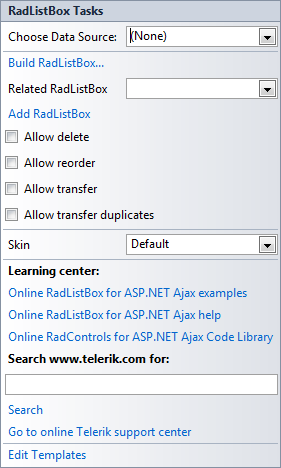 RadListBox Tasks
Choose Data Source: (None)
Build RadListBox...
Related RadListBox
Add RadListBox
Allow delete
Allow reorder
Allow transfer
Allow transfer duplicates
Skin Default
Learning center:
Online RadListBox for ASP.NET Ajax examples
Online RadListBox for ASP.NET Ajax help
Online RadControls for ASP.NET Ajax Code Library
Search www.telerik.com for:
Search
Go to online Telerik support center
Edit Templates